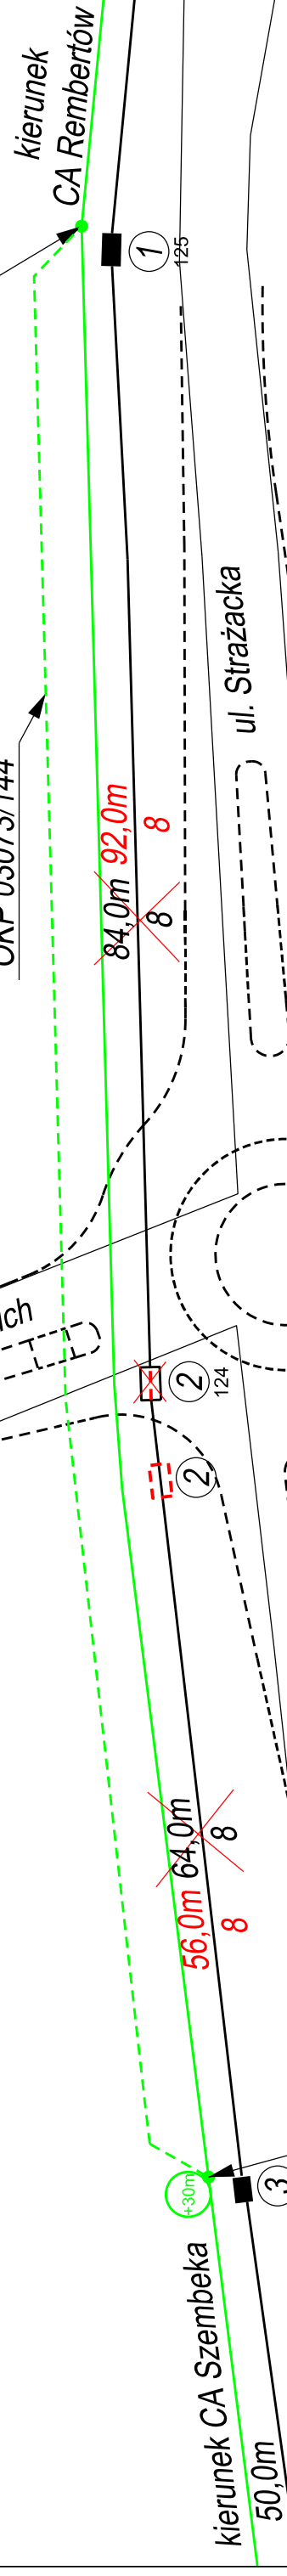 kierunek
CA Rembertów
1
125
OKP 03073/144
ul. Strażacka
84,0m 92,0m
8 8
ich
2
124
2
56,0m 64,0m
8 8
+30m
3
kierunek CA Szembeka
50,0m